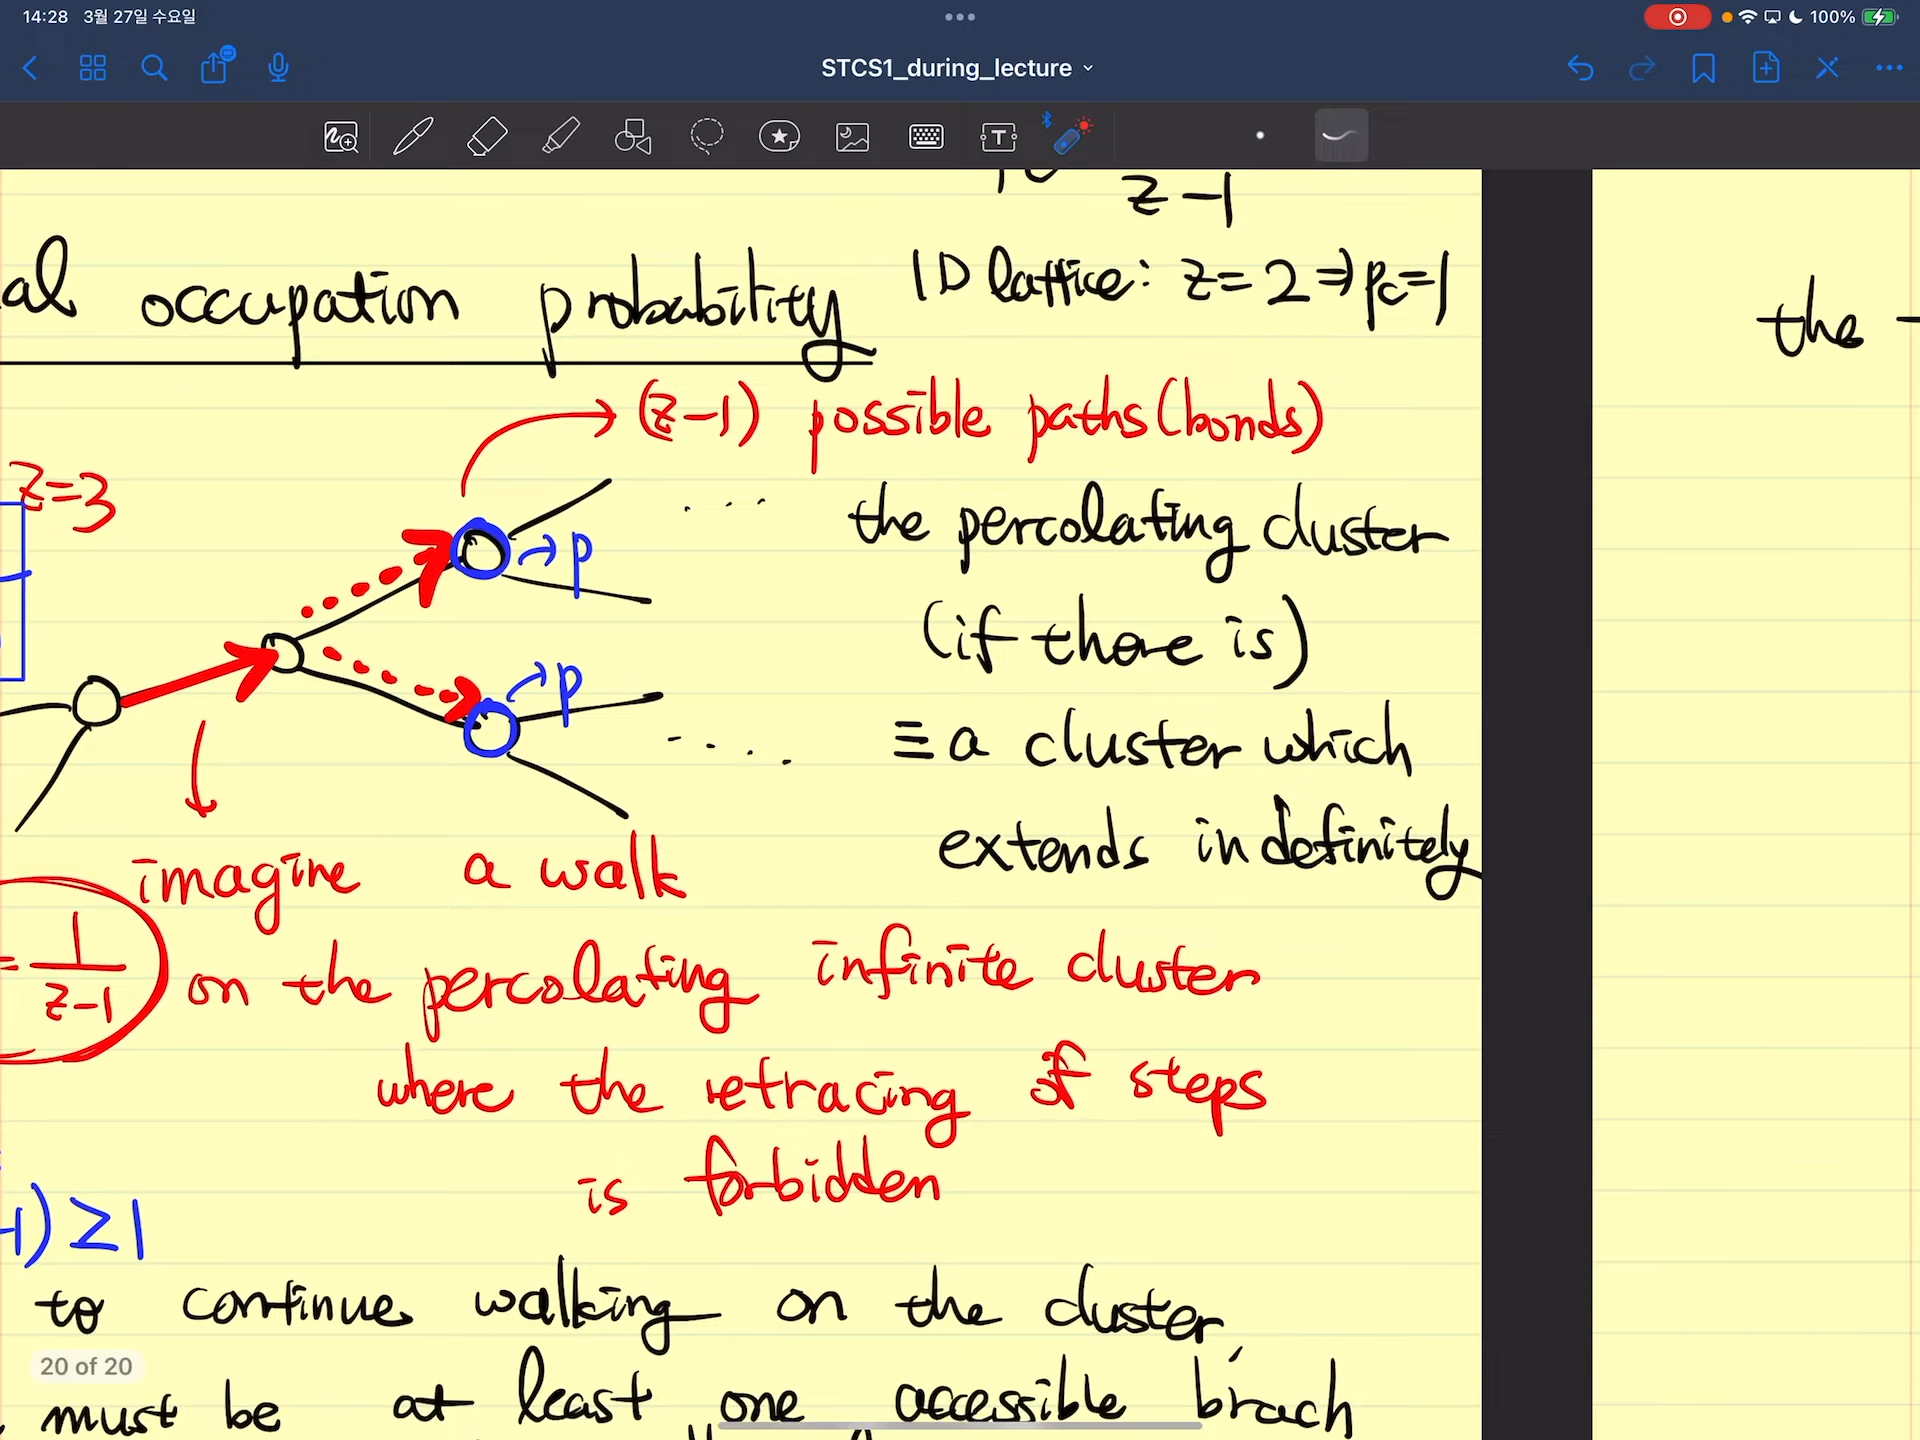 14:28 3월 27일 수요일
100%
STCS1_during_lecture
z-1
1D lattice: z=2⇒pc=1
al occupation probability
the
(z-1) possible paths(bonds)
z=3
the percolating cluster
p
(if there is)
p
≡ a cluster which
extends indefinitely
imagine a walk
= 1/z-1
on the percolating infinite cluster
where the retracing of steps
is forbidden
-1) ≥1
to continue walking on the cluster,
20 of 20
must be at least one accessible brach